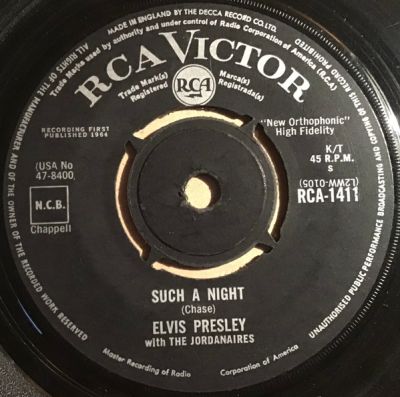 MADE IN ENGLAND BY THE DECCA RECORD CO. LTD.
Trade Marks used by authority and under control of Radio Corporation of America (R.C.A.)
RCA VICTOR
Trade Mark(s)
Registered
RCA
Marca(s)
Registrada(s)
RECORDING FIRST
PUBLISHED 1964
"New Orthophonic"
High Fidelity
(USA No
47-8400)
K/T
45 R.P.M.
s
(L2WW-0105)
RCA-1411
N.C.B.
Chappell
SUCH A NIGHT
(Chase)
ELVIS PRESLEY
with THE JORDANAIRES
Master Recording of Radio Corporation of America
ALL RIGHTS OF THE MANUFACTURER AND OF THE OWNER OF THE RECORDED WORK RESERVED
UNAUTHORISED PUBLIC PERFORMANCE BROADCASTING AND COPYING OF THIS RECORD PROHIBITED